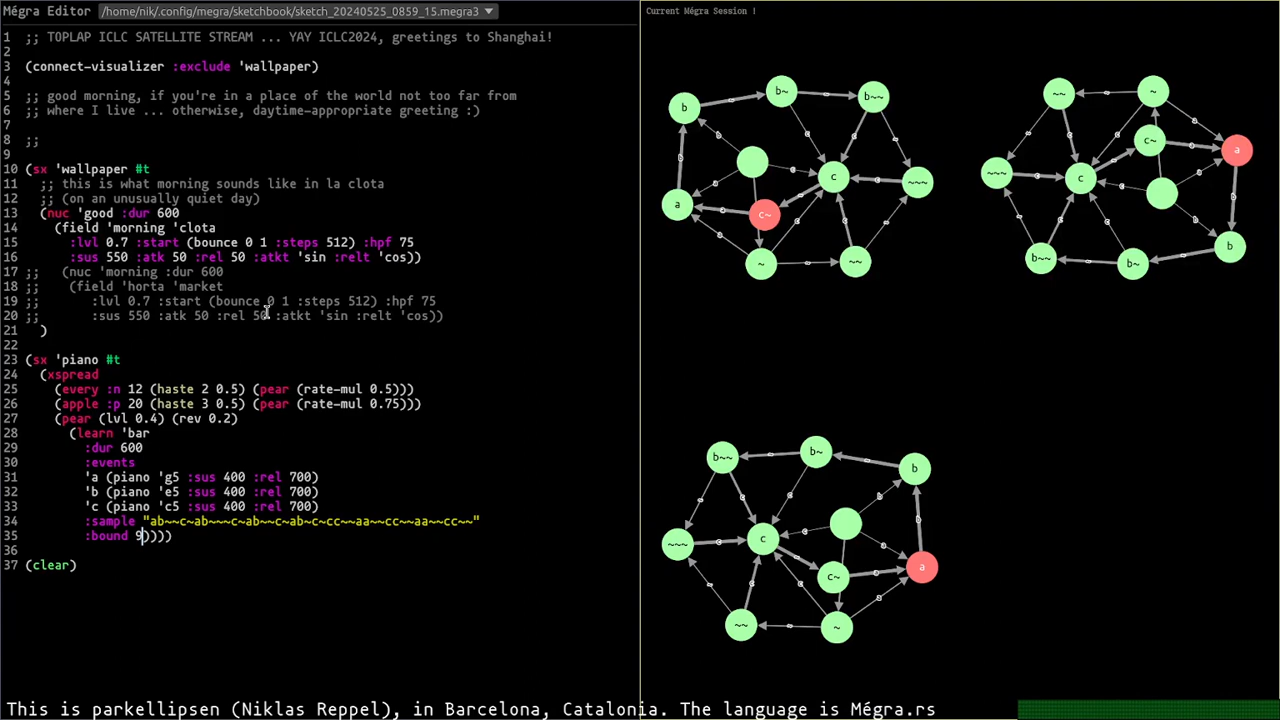 Mégra Editor /home/nik/.config/megra/sketchbook/sketch_20240525_0859_15.megra3
1 ;; TOPLAP ICLC SATELLITE STREAM ... YAY ICLC2024, greetings to Shanghai!
2
3 (connect-visualizer :exclude 'wallpaper)
4
5 ;; good morning, if you're in a place of the world not too far from
6 ;; where I live ... otherwise, daytime-appropriate greeting :)
7
8 ;;
9
10 (sx 'wallpaper #t
11 ;; this is what morning sounds like in la clota
12 ;; (on an unusually quiet day)
13 (nuc 'good :dur 600
14 (field 'morning 'clota
15 :lvl 0.7 :start (bounce 0 1 :steps 512) :hpf 75
16 :sus 550 :atk 50 :rel 50 :atkt 'sin :relt 'cos))
17 ;; (nuc 'morning :dur 600
18 ;; (field 'horta 'market
19 ;; :lvl 0.7 :start (bounce 0 1 :steps 512) :hpf 75
20 ;; :sus 550 :atk 50 :rel 50 :atkt 'sin :relt 'cos))
21 )
22
23 (sx 'piano #t
24 (xspread
25 (every :n 12 (haste 2 0.5) (pear (rate-mul 0.5)))
26 (apple :p 20 (haste 3 0.5) (pear (rate-mul 0.75)))
27 (pear (lvl 0.4) (rev 0.2)
28 (learn 'bar
29 :dur 600
30 :events
31 'a (piano 'g5 :sus 400 :rel 700)
32 'b (piano 'e5 :sus 400 :rel 700)
33 'c (piano 'c5 :sus 400 :rel 700)
34 :sample "ab~~c~ab~~~c~ab~~c~ab~c~cc~~aa~~cc~~aa~~cc~~"
35 :bound 9))))
36
37 (clear)
Current Mégra Session !
b b~ b~~
c ~~~
a c~
~ ~~
~~ ~
c~ a
~~~ c
b
b~~ b~
b~~ b~ b
~~~ c
c~ a
~~ ~
This is parkellipsen (Niklas Reppel), in Barcelona, Catalonia. The language is Mégra.rs